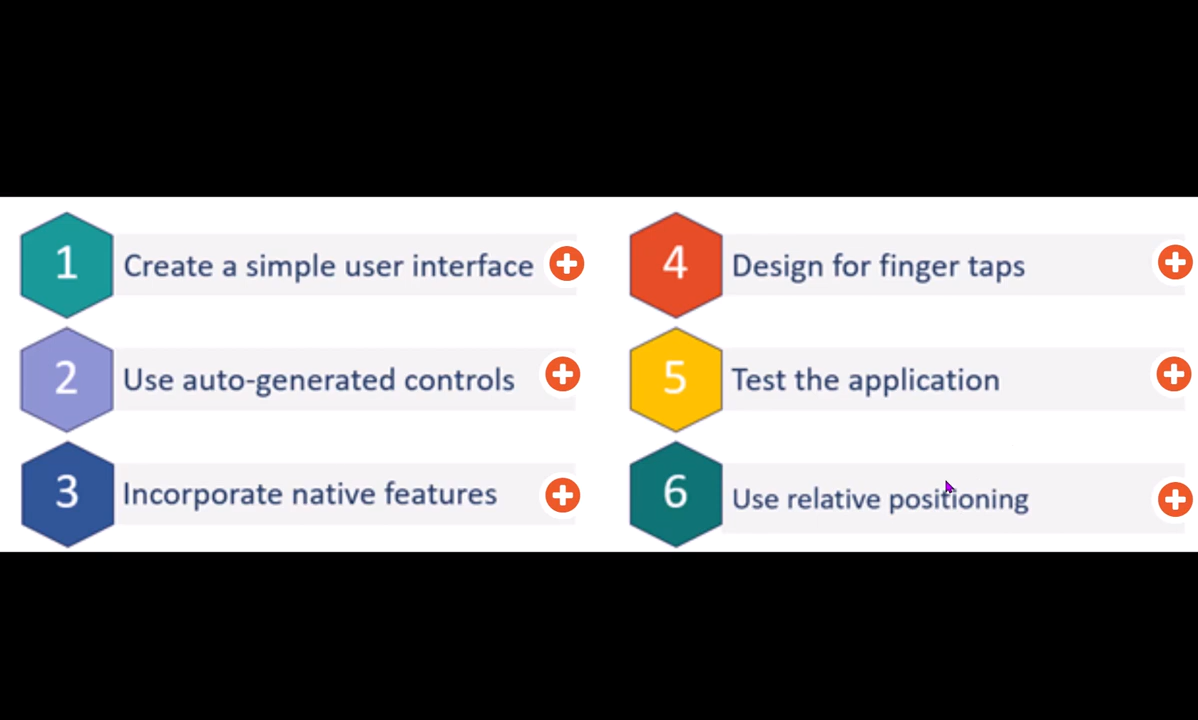 1 Create a simple user interface
2 Use auto-generated controls
3 Incorporate native features
4 Design for finger taps
5 Test the application
6 Use relative positioning